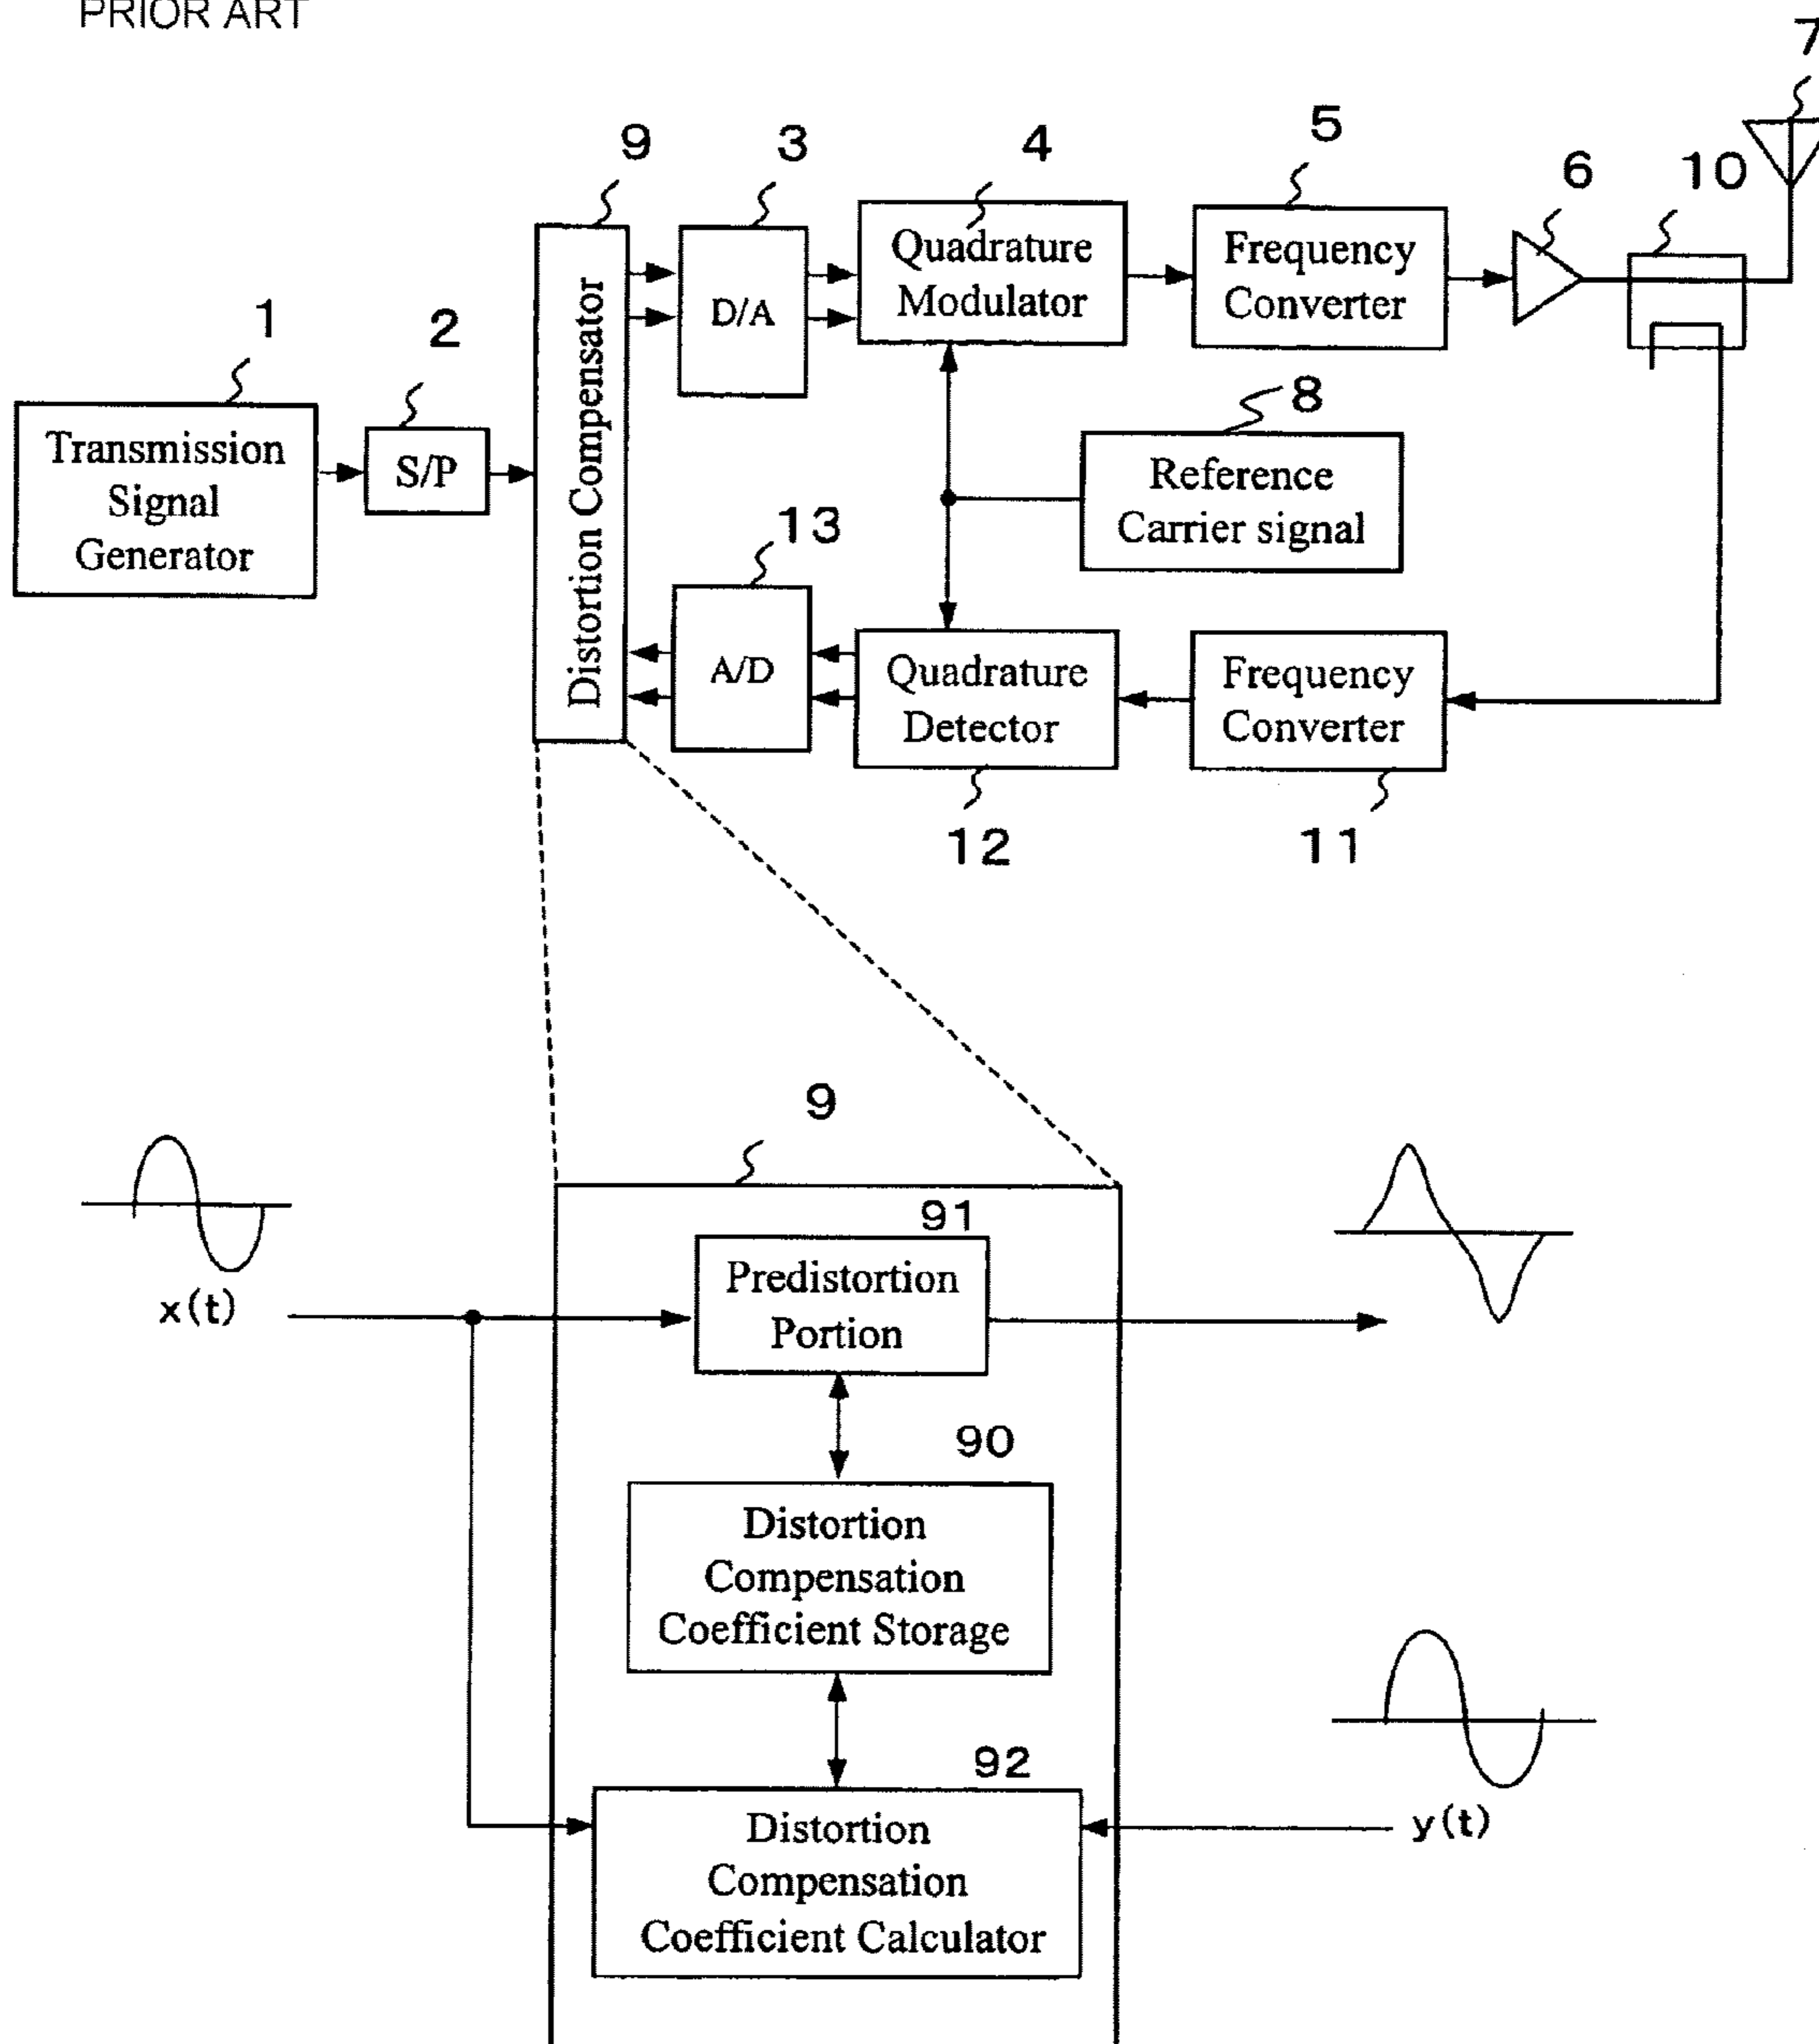 PRIOR ART
7
9
3
4
5
6
10
Quadrature
Modulator
Frequency
Converter
D/A
1
2
8
Transmission
Signal
Generator
S/P
Distortion Compensator
Reference
Carrier signal
13
A/D
Quadrature
Detector
Frequency
Converter
12
11
9
91
x(t)
Predistortion
Portion
90
Distortion
Compensation
Coefficient Storage
92
Distortion
Compensation
Coefficient Calculator
y(t)